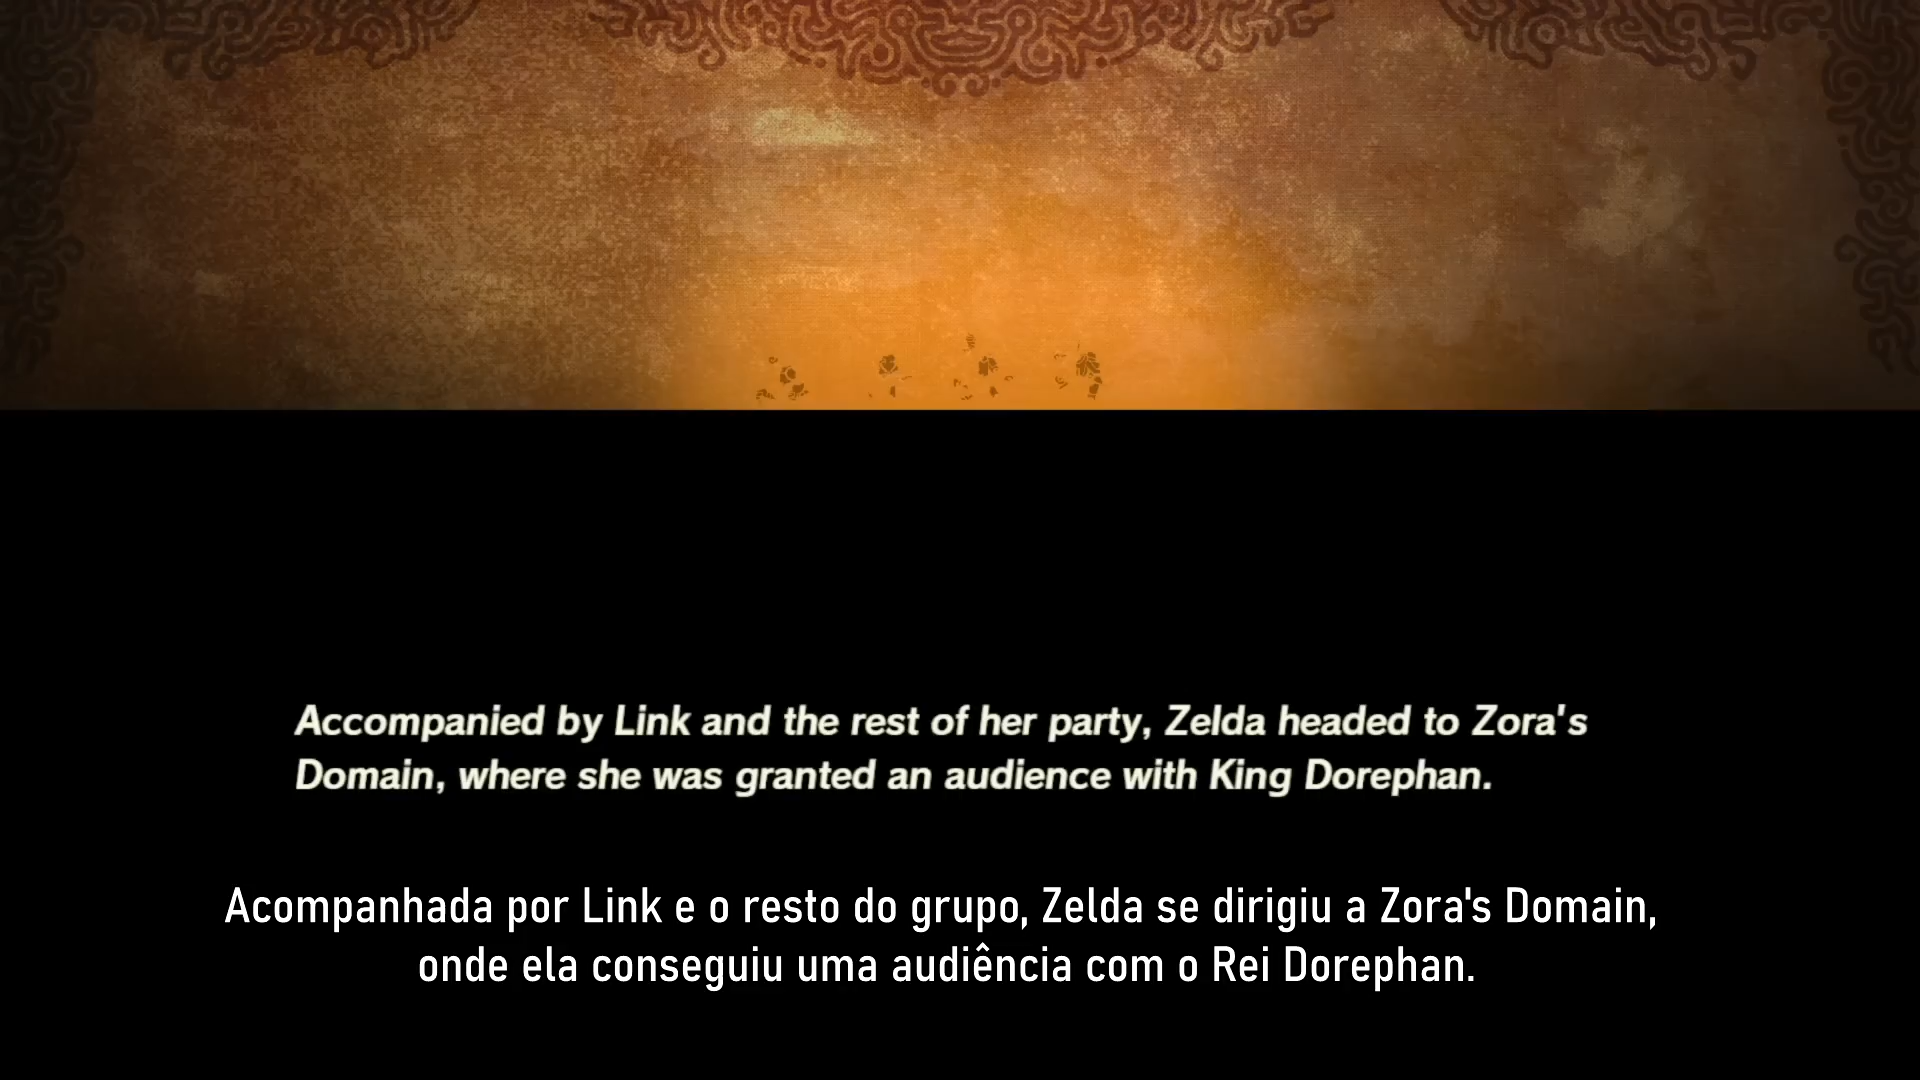 Accompanied by Link and the rest of her party, Zelda headed to Zora's
Domain, where she was granted an audience with King Dorephan.
Acompanhada por Link e o resto do grupo, Zelda se dirigiu a Zora's Domain,
onde ela conseguiu uma audiência com o Rei Dorephan.